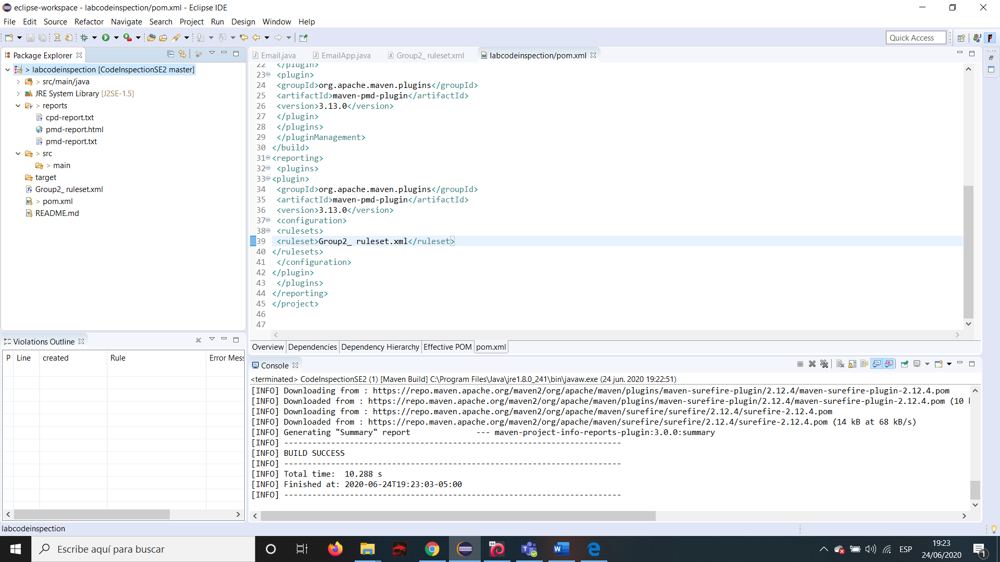 eclipse-workspace - labcodeinspection/pom.xml - Eclipse IDE
File Edit Source Refactor Navigate Search Project Run Design Window Help
Quick Access
Package Explorer
> labcodeinspection [CodeInspectionSE2 master]
> src/main/java
JRE System Library [J2SE-1.5]
> reports
cpd-report.txt
pmd-report.html
pmd-report.txt
> src
> main
target
Group2_ ruleset.xml
> pom.xml
README.md
Email.java EmailApp.java Group2_ ruleset.xml labcodeinspection/pom.xml
22 </plugin>
23 <plugin>
24 <groupId>org.apache.maven.plugins</groupId>
25 <artifactId>maven-pmd-plugin</artifactId>
26 <version>3.13.0</version>
27 </plugin>
28 </plugins>
29 </pluginManagement>
30 </build>
31 <reporting>
32 <plugins>
33 <plugin>
34 <groupId>org.apache.maven.plugins</groupId>
35 <artifactId>maven-pmd-plugin</artifactId>
36 <version>3.13.0</version>
37 <configuration>
38 <rulesets>
39 <ruleset>Group2_ ruleset.xml</ruleset>
40 </rulesets>
41 </configuration>
42 </plugin>
43 </plugins>
44 </reporting>
45 </project>
46
47
Overview Dependencies Dependency Hierarchy Effective POM pom.xml
Violations Outline
P Line created Rule Error Mess
Console
<terminated> CodeInspectionSE2 (1) [Maven Build] C:\Program Files\Java\jre1.8.0_241\bin\javaw.exe (24 jun. 2020 19:22:51)
[INFO] Downloading from : https://repo.maven.apache.org/maven2/org/apache/maven/plugins/maven-surefire-plugin/2.12.4/maven-surefire-plugin-2.12.4.pom
[INFO] Downloaded from : https://repo.maven.apache.org/maven2/org/apache/maven/plugins/maven-surefire-plugin/2.12.4/maven-surefire-plugin-2.12.4.pom (10
[INFO] Downloading from : https://repo.maven.apache.org/maven2/org/apache/maven/surefire/surefire/2.12.4/surefire-2.12.4.pom
[INFO] Downloaded from : https://repo.maven.apache.org/maven2/org/apache/maven/surefire/surefire/2.12.4/surefire-2.12.4.pom (14 kB at 68 kB/s)
[INFO] Generating "Summary" report --- maven-project-info-reports-plugin:3.0.0:summary
[INFO] ------------------------------------------------------------------------
[INFO] BUILD SUCCESS
[INFO] ------------------------------------------------------------------------
[INFO] Total time: 10.288 s
[INFO] Finished at: 2020-06-24T19:23:03-05:00
[INFO] ------------------------------------------------------------------------
labcodeinspection
Escribe aquí para buscar
64
ESP
19:23
24/06/2020
1